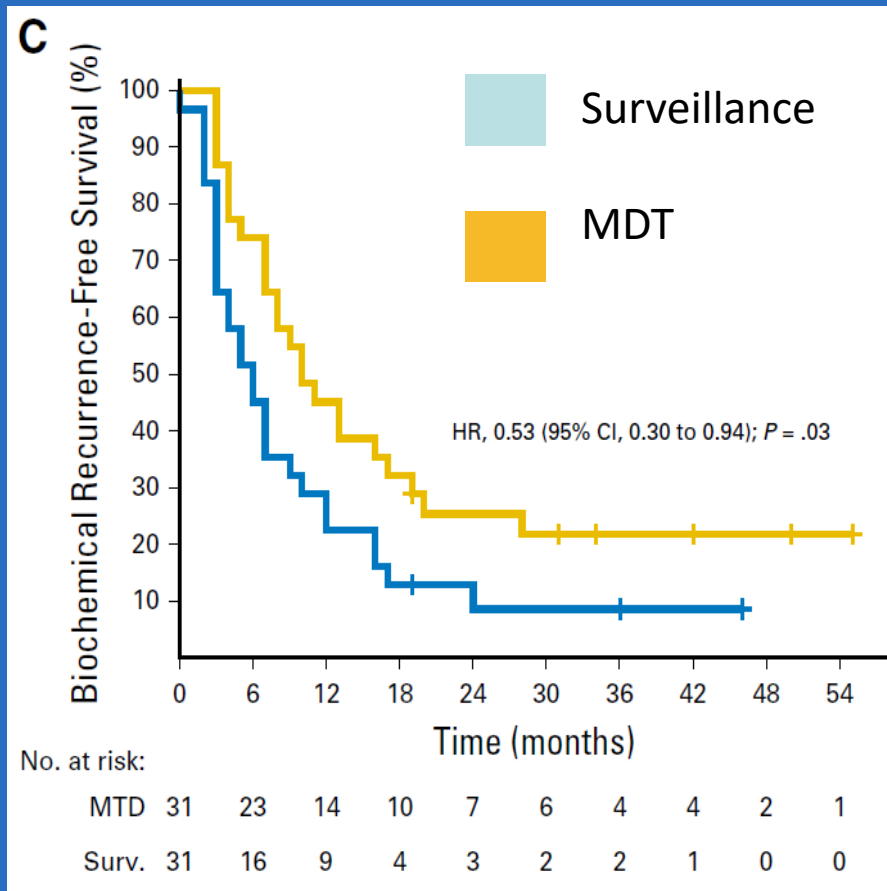 C
Biochemical Recurrence-Free Survival (%)
100
90
80
70
60
50
40
30
20
10
Surveillance
MDT
HR, 0.53 (95% CI, 0.30 to 0.94); P = .03
0 6 12 18 24 30 36 42 48 54
Time (months)
No. at risk:
MTD 31 23 14 10 7 6 4 4 2 1
Surv. 31 16 9 4 3 2 2 1 0 0